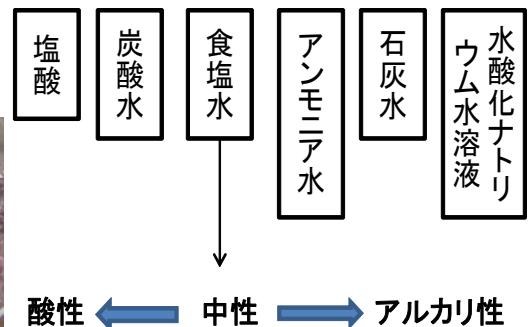 塩酸
炭酸水
食塩水
アンモニア水
石灰水
水酸化ナトリ
ウム水溶液
酸性
中性
アルカリ性